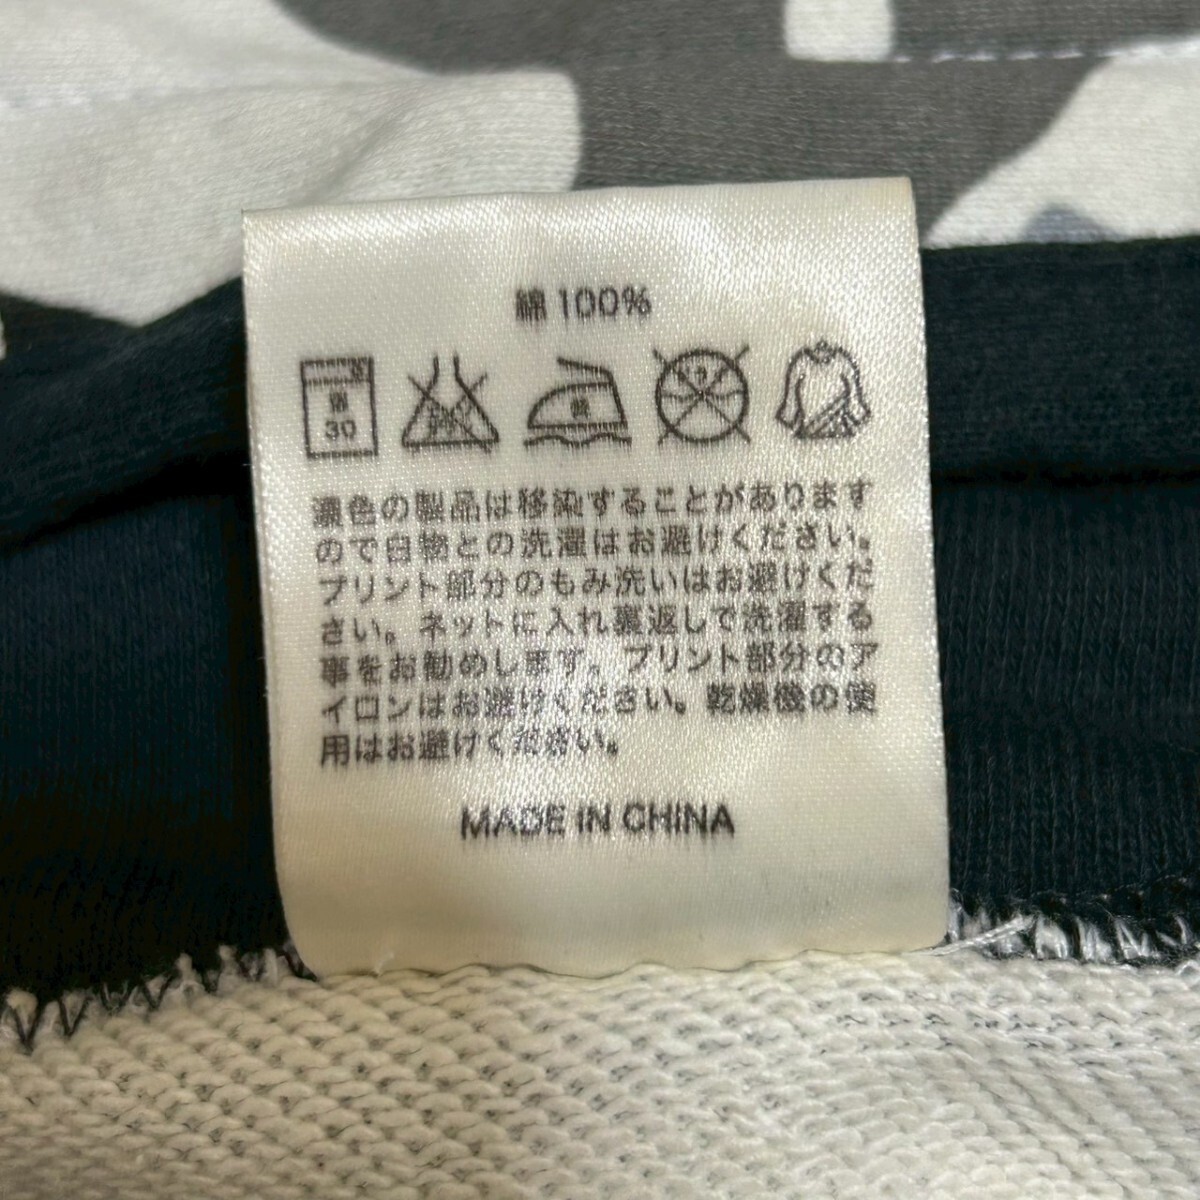 綿 100%
30
濃色の製品は移染することがあります
ので白物との洗濯はお避けください。
プリント部分のもみ洗いはお避けくだ
さい。ネットに入れ裏返しで洗濯する
事をお勧めします。プリント部分のア
イロンはお避けください。乾燥機の使
用はお避けください。
MADE IN CHINA